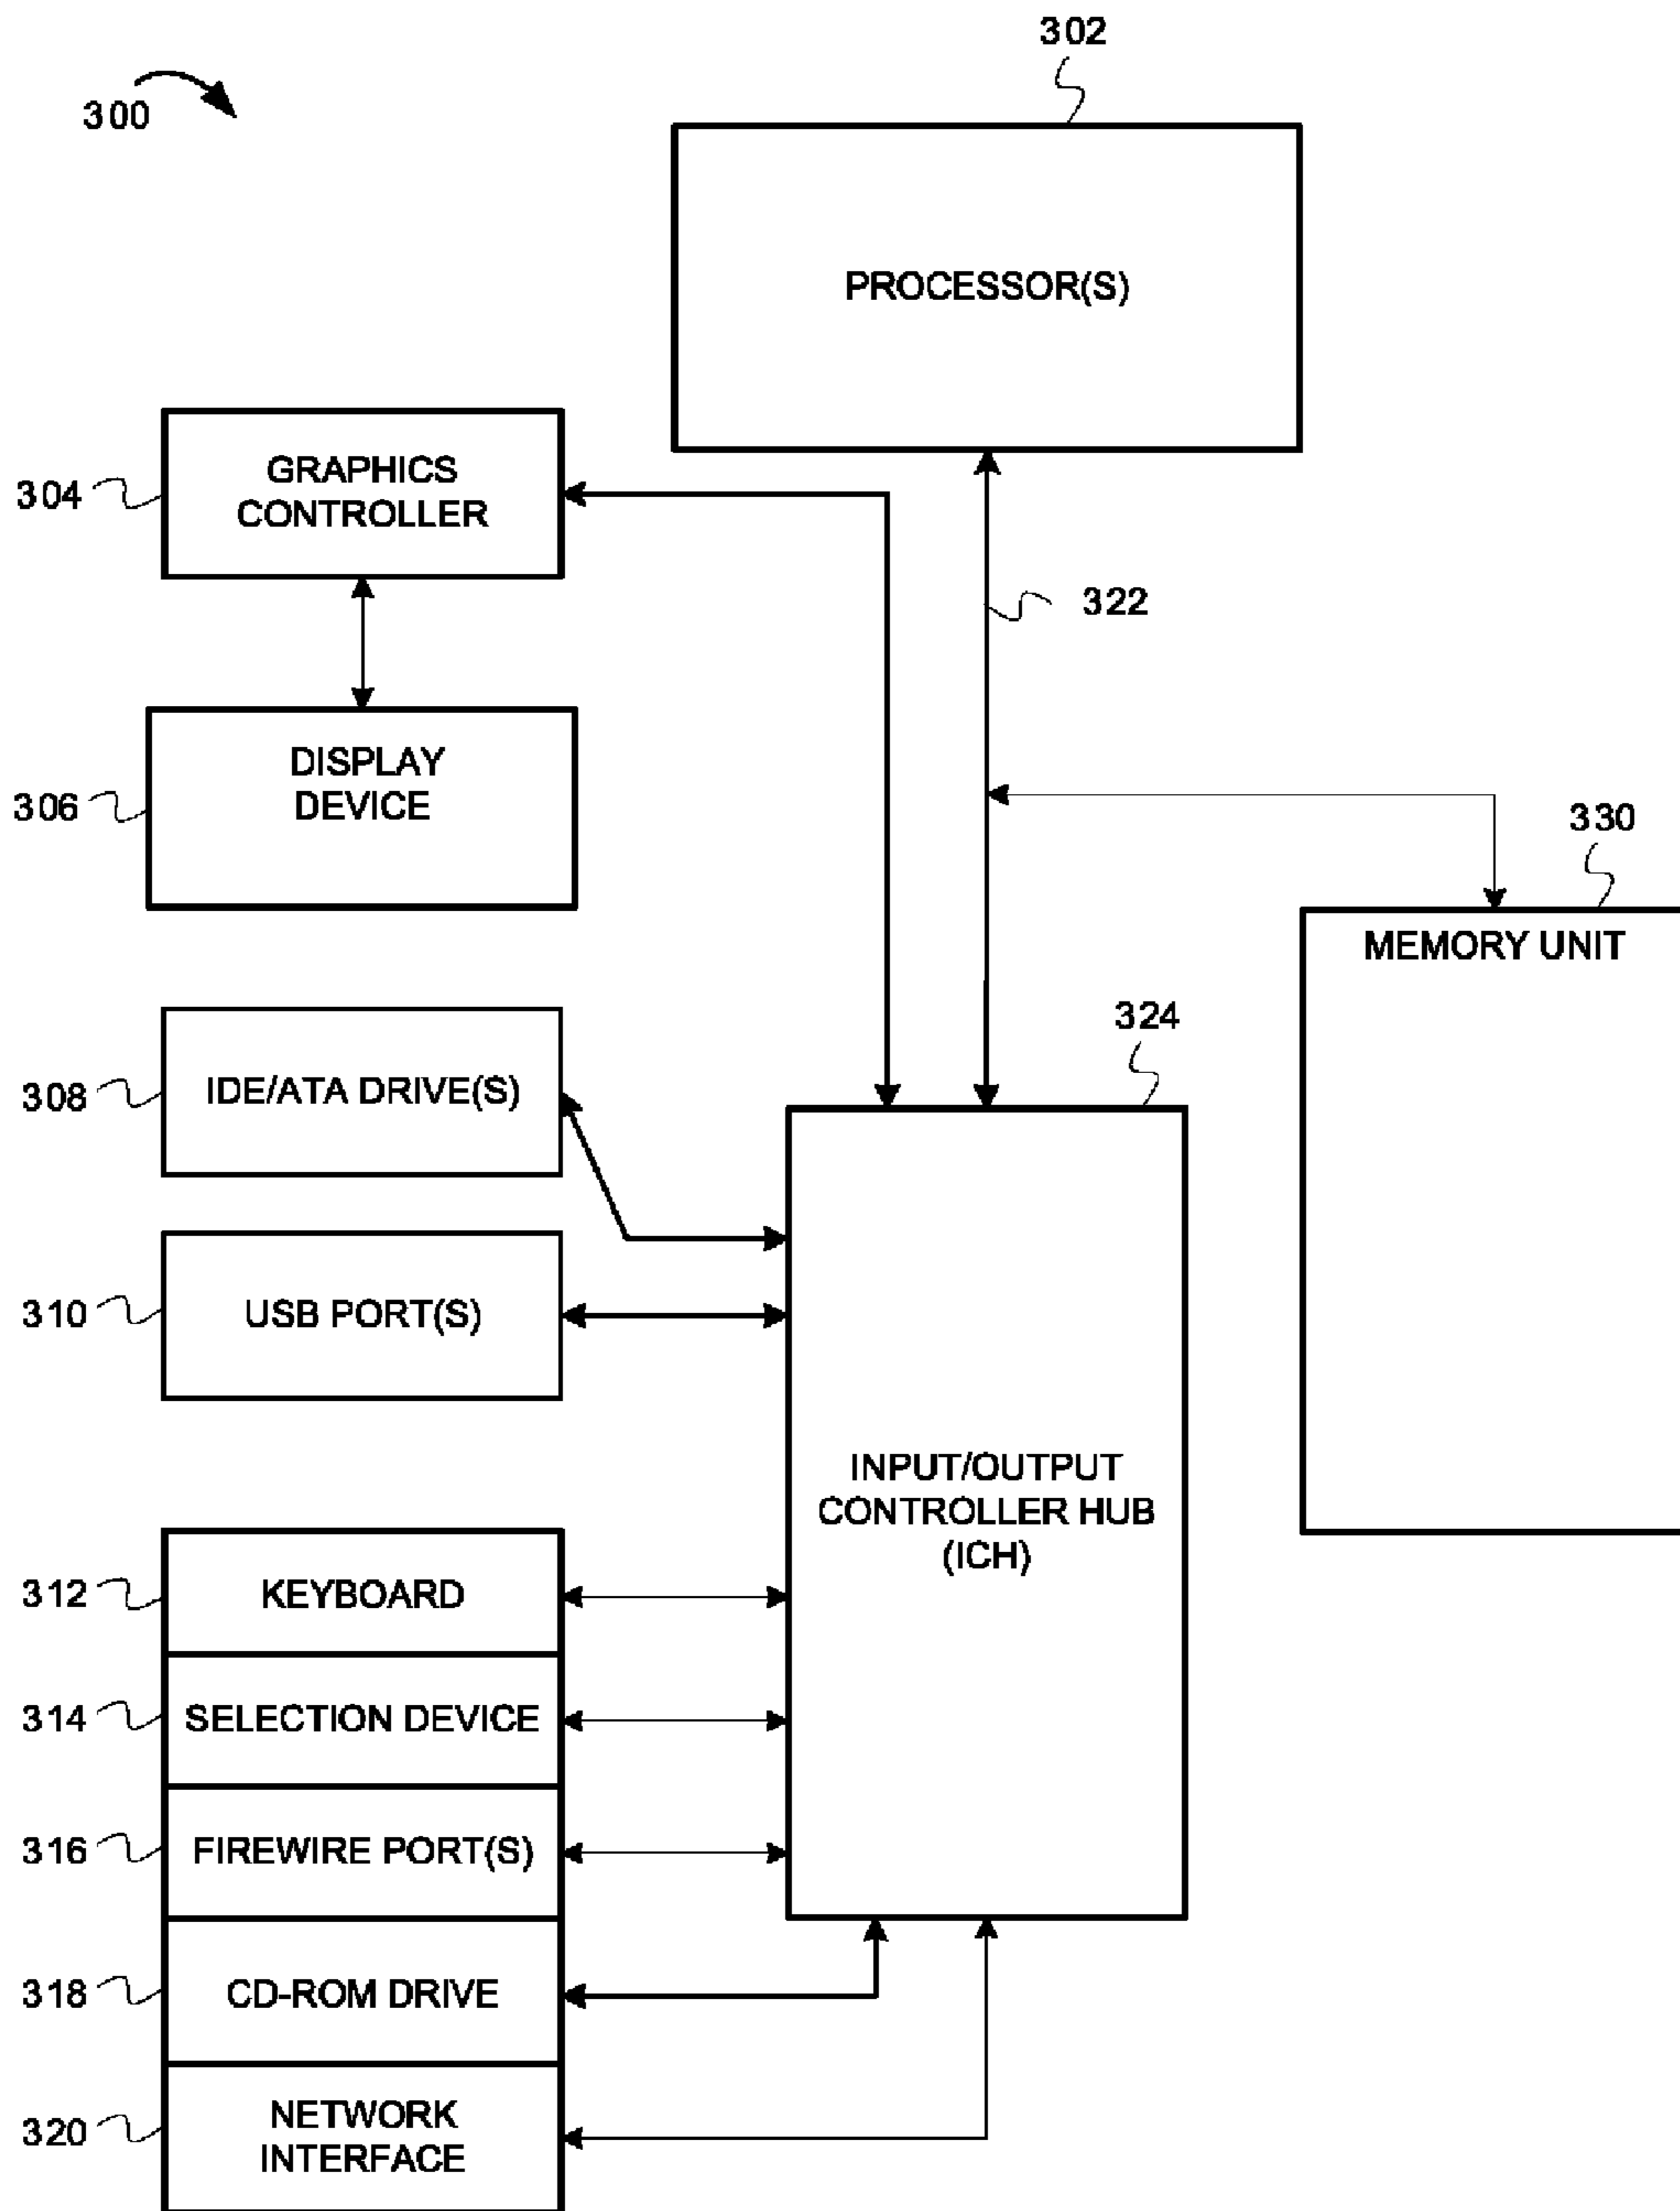 302
300
PROCESSOR(S)
304
GRAPHICS
CONTROLLER
322
306
DISPLAY
DEVICE
330
MEMORY UNIT
324
308
IDE/ATA DRIVE(S)
310
USB PORT(S)
INPUT/OUTPUT
CONTROLLER HUB
(ICH)
312
KEYBOARD
314
SELECTION DEVICE
316
FIREWIRE PORT(S)
318
CD-ROM DRIVE
320
NETWORK
INTERFACE